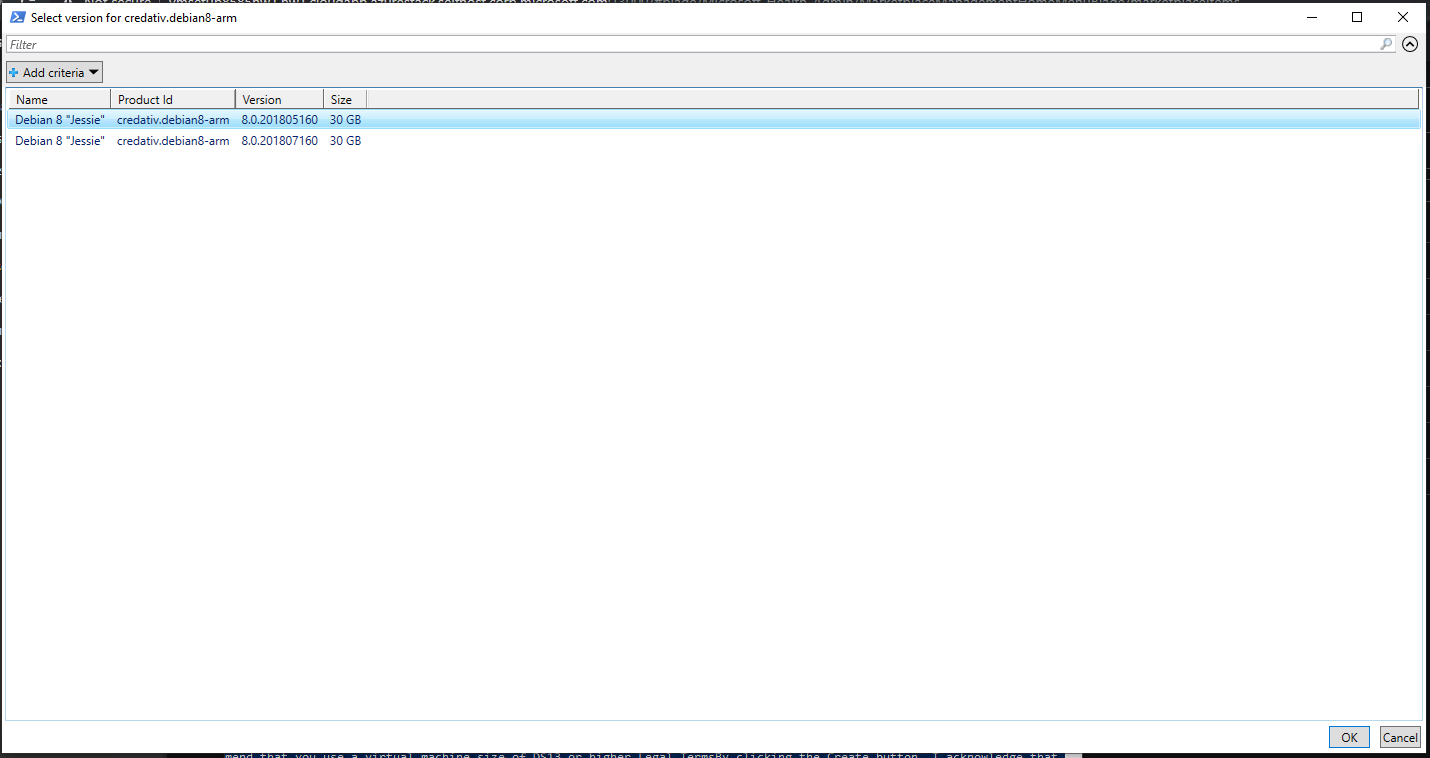 Select version for credativ.debian8-arm
Filter
Add criteria
Name Product Id Version Size
Debian 8 "Jessie" credativ.debian8-arm 8.0.201805160 30 GB
Debian 8 "Jessie" credativ.debian8-arm 8.0.201807160 30 GB
OK Cancel
mend that you use a virtual machine size of DS13 or higher Legal TermsBy clicking the Create button, I acknowledge that